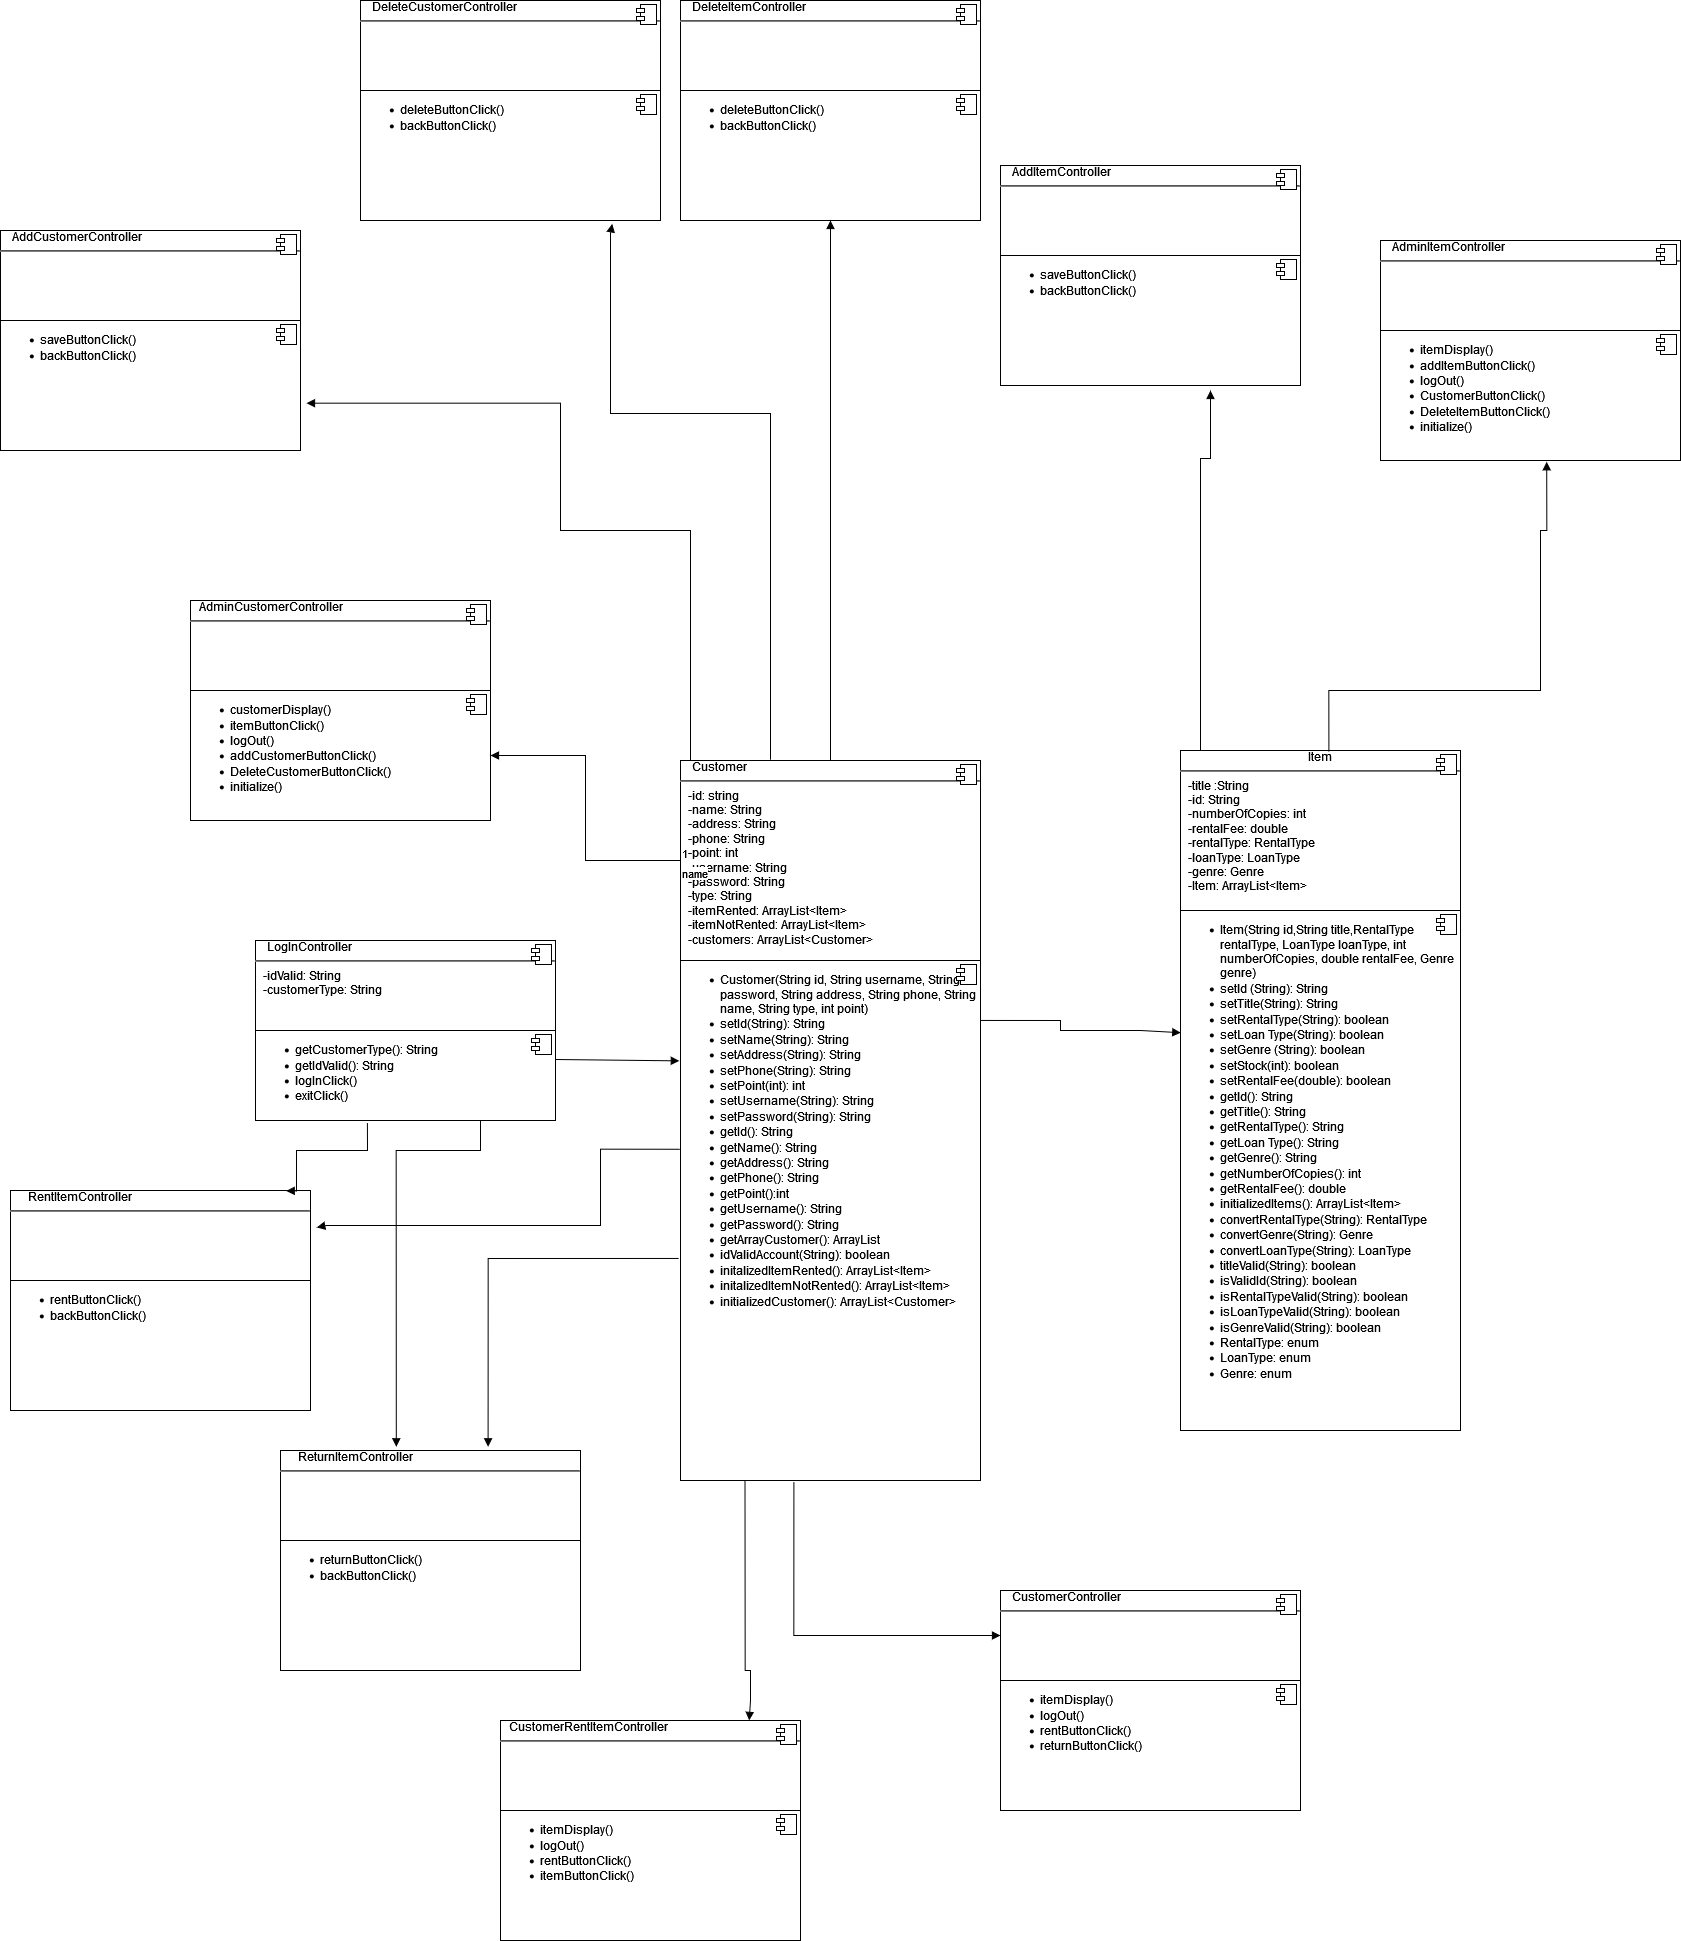 DeleteCustomerController
deleteButtonClick()
backButtonClick()
DeleteItemController
deleteButtonClick()
backButtonClick()
AddItemController
saveButtonClick()
backButtonClick()
AddCustomerController
saveButtonClick()
backButtonClick()
AdminItemController
itemDisplay()
addItemButtonClick()
logOut()
CustomerButtonClick()
DeleteItemButtonClick()
initialize()
AdminCustomerController
customerDisplay()
itemButtonClick()
logOut()
addCustomerButtonClick()
DeleteCustomerButtonClick()
initialize()
Customer
-id: string
-name: String
-address: String
-phone: String
1
-point: int
-username: String
name
-password: String
-type: String
-itemRented: ArrayList<Item>
-itemNotRented: ArrayList<Item>
-customers: ArrayList<Customer>
Customer(String id, String username, String
password, String address, String phone, String
name, String type, int point)
setId(String): String
setName(String): String
setAddress(String): String
setPhone(String): String
setPoint(int): int
setUsername(String): String
setPassword(String): String
getId(): String
getName(): String
getAddress(): String
getPhone(): String
getPoint():int
getUsername(): String
getPassword(): String
getArrayCustomer(): ArrayList
idValidAccount(String): boolean
initalizedItemRented(): ArrayList<Item>
initalizedItemNotRented(): ArrayList<Item>
initializedCustomer(): ArrayList<Customer>
Item
-title :String
-id: String
-numberOfCopies: int
-rentalFee: double
-rentalType: RentalType
-loanType: LoanType
-genre: Genre
-Item: ArrayList<Item>
Item(String id,String title,RentalType
rentalType, LoanType loanType, int
numberOfCopies, double rentalFee, Genre
genre)
setId (String): String
setTitle(String): String
setRentalType(String): boolean
setLoan Type(String): boolean
setGenre (String): boolean
setStock(int): boolean
setRentalFee(double): boolean
getId(): String
getTitle(): String
getRentalType(): String
getLoan Type(): String
getGenre(): String
getNumberOfCopies(): int
getRentalFee(): double
initializedItems(): ArrayList<Item>
convertRentalType(String): RentalType
convertGenre(String): Genre
convertLoanType(String): LoanType
titleValid(String): boolean
isValidId(String): boolean
isRentalTypeValid(String): boolean
isLoanTypeValid(String): boolean
isGenreValid(String): boolean
RentalType: enum
LoanType: enum
Genre: enum
LogInController
-idValid: String
-customerType: String
getCustomerType(): String
getIdValid(): String
logInClick()
exitClick()
RentItemController
rentButtonClick()
backButtonClick()
ReturnItemController
returnButtonClick()
backButtonClick()
CustomerController
itemDisplay()
logOut()
rentButtonClick()
returnButtonClick()
CustomerRentItemController
itemDisplay()
logOut()
rentButtonClick()
itemButtonClick()